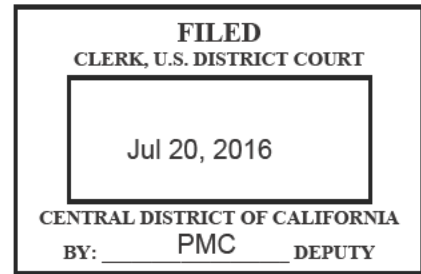 FILED
CLERK, U.S. DISTRICT COURT
Jul 20, 2016
CENTRAL DISTRICT OF CALIFORNIA
BY: PMC DEPUTY